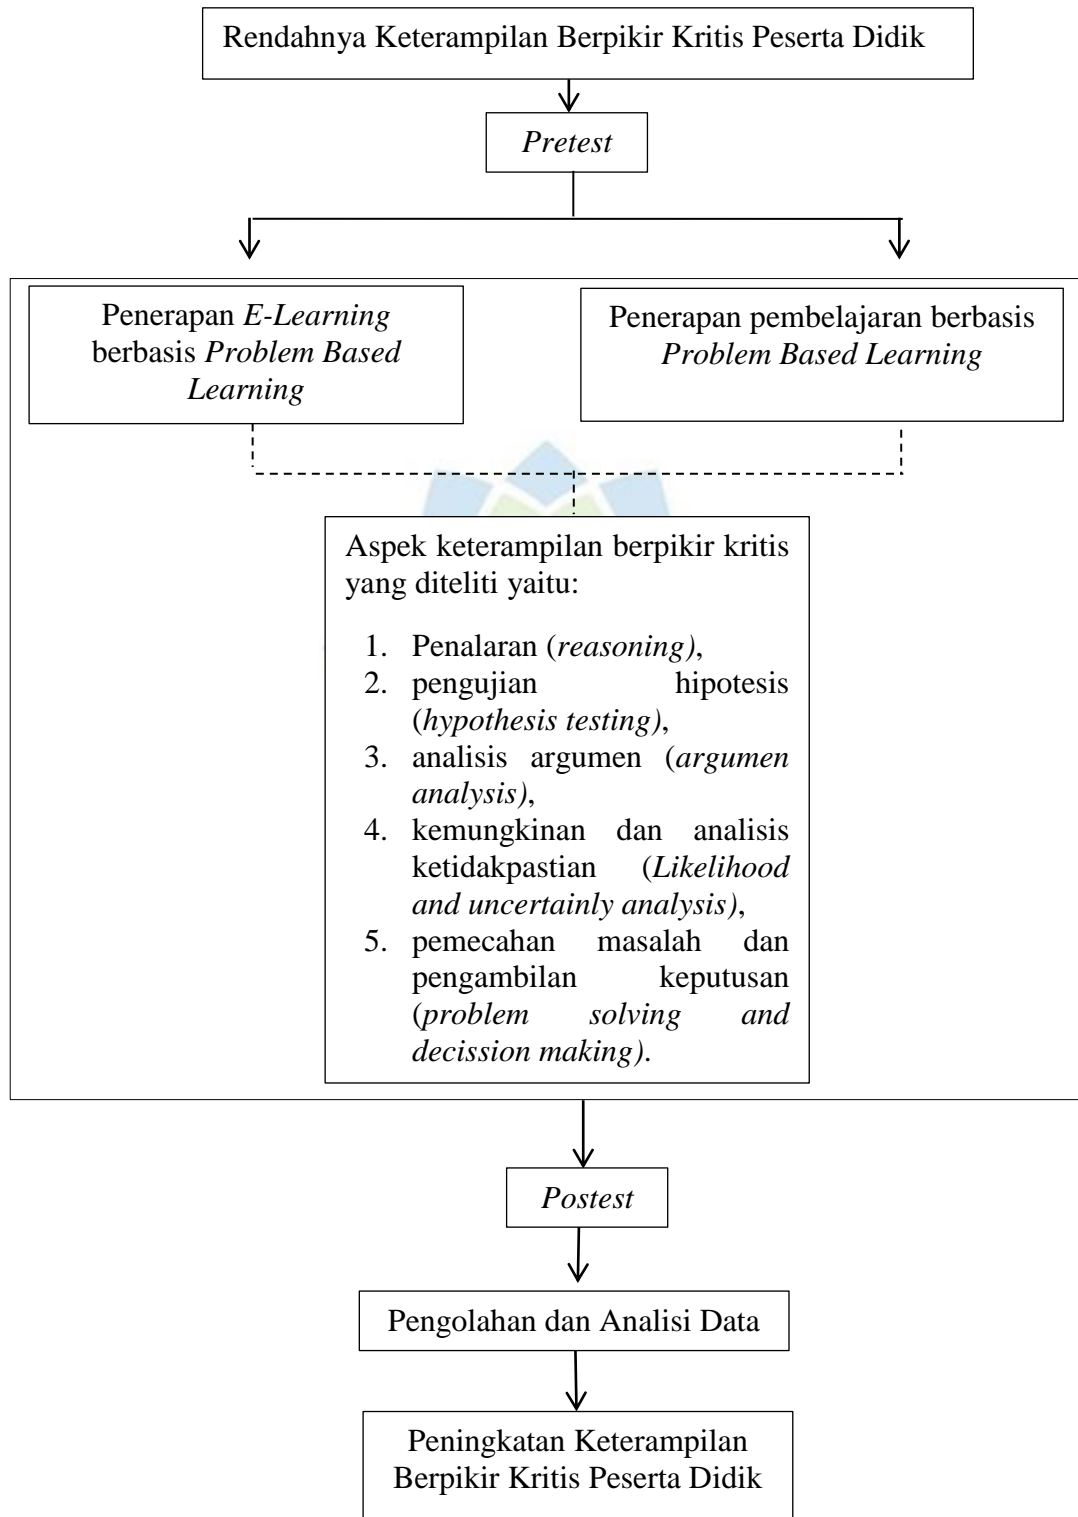 Rendahnya Keterampilan Berpikir Kritis Peserta Didik
Pretest
Penerapan E-Learning
berbasis Problem Based
Learning
Penerapan pembelajaran berbasis
Problem Based Learning
Aspek keterampilan berpikir kritis
yang diteliti yaitu:
1. Penalaran (reasoning),
2. pengujian hipotesis
(hypothesis testing),
3. analisis argumen (argumen
analysis),
4. kemungkinan dan analisis
ketidakpastian (Likelihood
and uncertainly analysis),
5. pemecahan masalah dan
pengambilan keputusan
(problem solving and
decission making).
Postest
Pengolahan dan Analisi Data
Peningkatan Keterampilan
Berpikir Kritis Peserta Didik